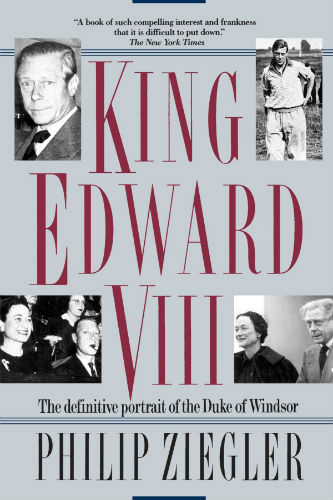 "A book of such compelling interest and frankness
that it is difficult to put down."
The New York Times
KING
EDWARD
VIII
The definitive portrait of the Duke of Windsor
PHILIP ZIEGLER